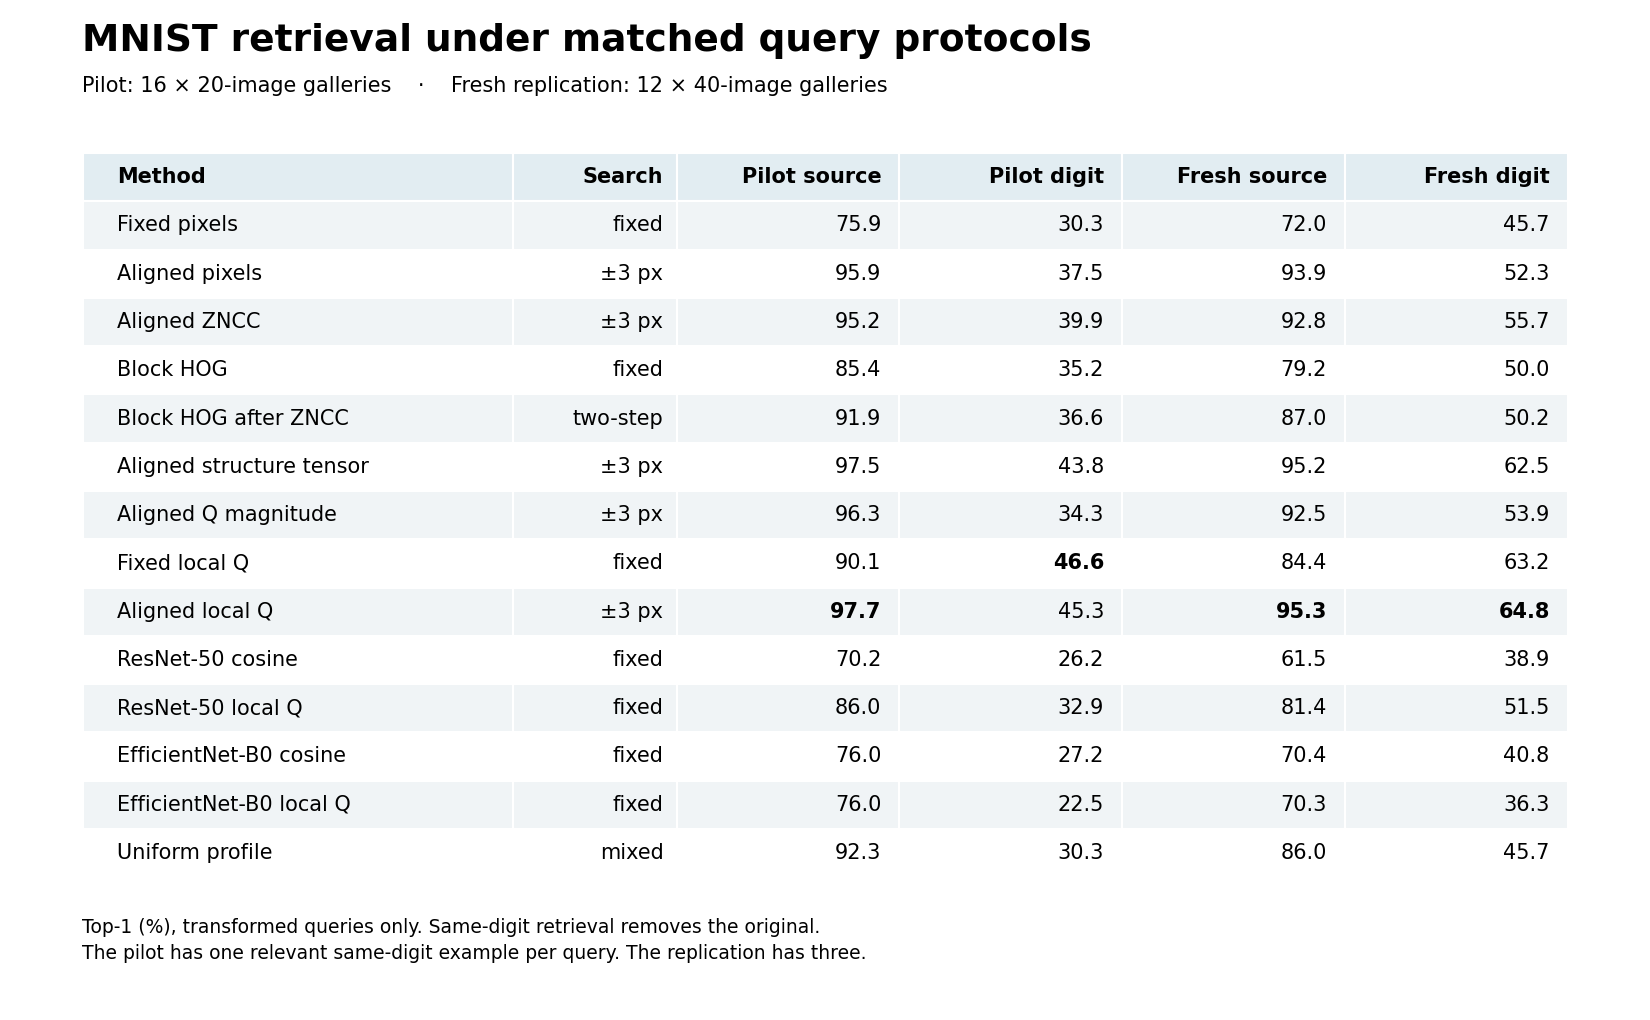 MNIST retrieval under matched query protocols
Pilot: 16 × 20-image galleries · Fresh replication: 12 × 40-image galleries
Method Search Pilot source Pilot digit Fresh source Fresh digit
Fixed pixels fixed 75.9 30.3 72.0 45.7
Aligned pixels ±3 px 95.9 37.5 93.9 52.3
Aligned ZNCC ±3 px 95.2 39.9 92.8 55.7
Block HOG fixed 85.4 35.2 79.2 50.0
Block HOG after ZNCC two-step 91.9 36.6 87.0 50.2
Aligned structure tensor ±3 px 97.5 43.8 95.2 62.5
Aligned Q magnitude ±3 px 96.3 34.3 92.5 53.9
Fixed local Q fixed 90.1 46.6 84.4 63.2
Aligned local Q ±3 px 97.7 45.3 95.3 64.8
ResNet-50 cosine fixed 70.2 26.2 61.5 38.9
ResNet-50 local Q fixed 86.0 32.9 81.4 51.5
EfficientNet-B0 cosine fixed 76.0 27.2 70.4 40.8
EfficientNet-B0 local Q fixed 76.0 22.5 70.3 36.3
Uniform profile mixed 92.3 30.3 86.0 45.7
Top-1 (%), transformed queries only. Same-digit retrieval removes the original.
The pilot has one relevant same-digit example per query. The replication has three.